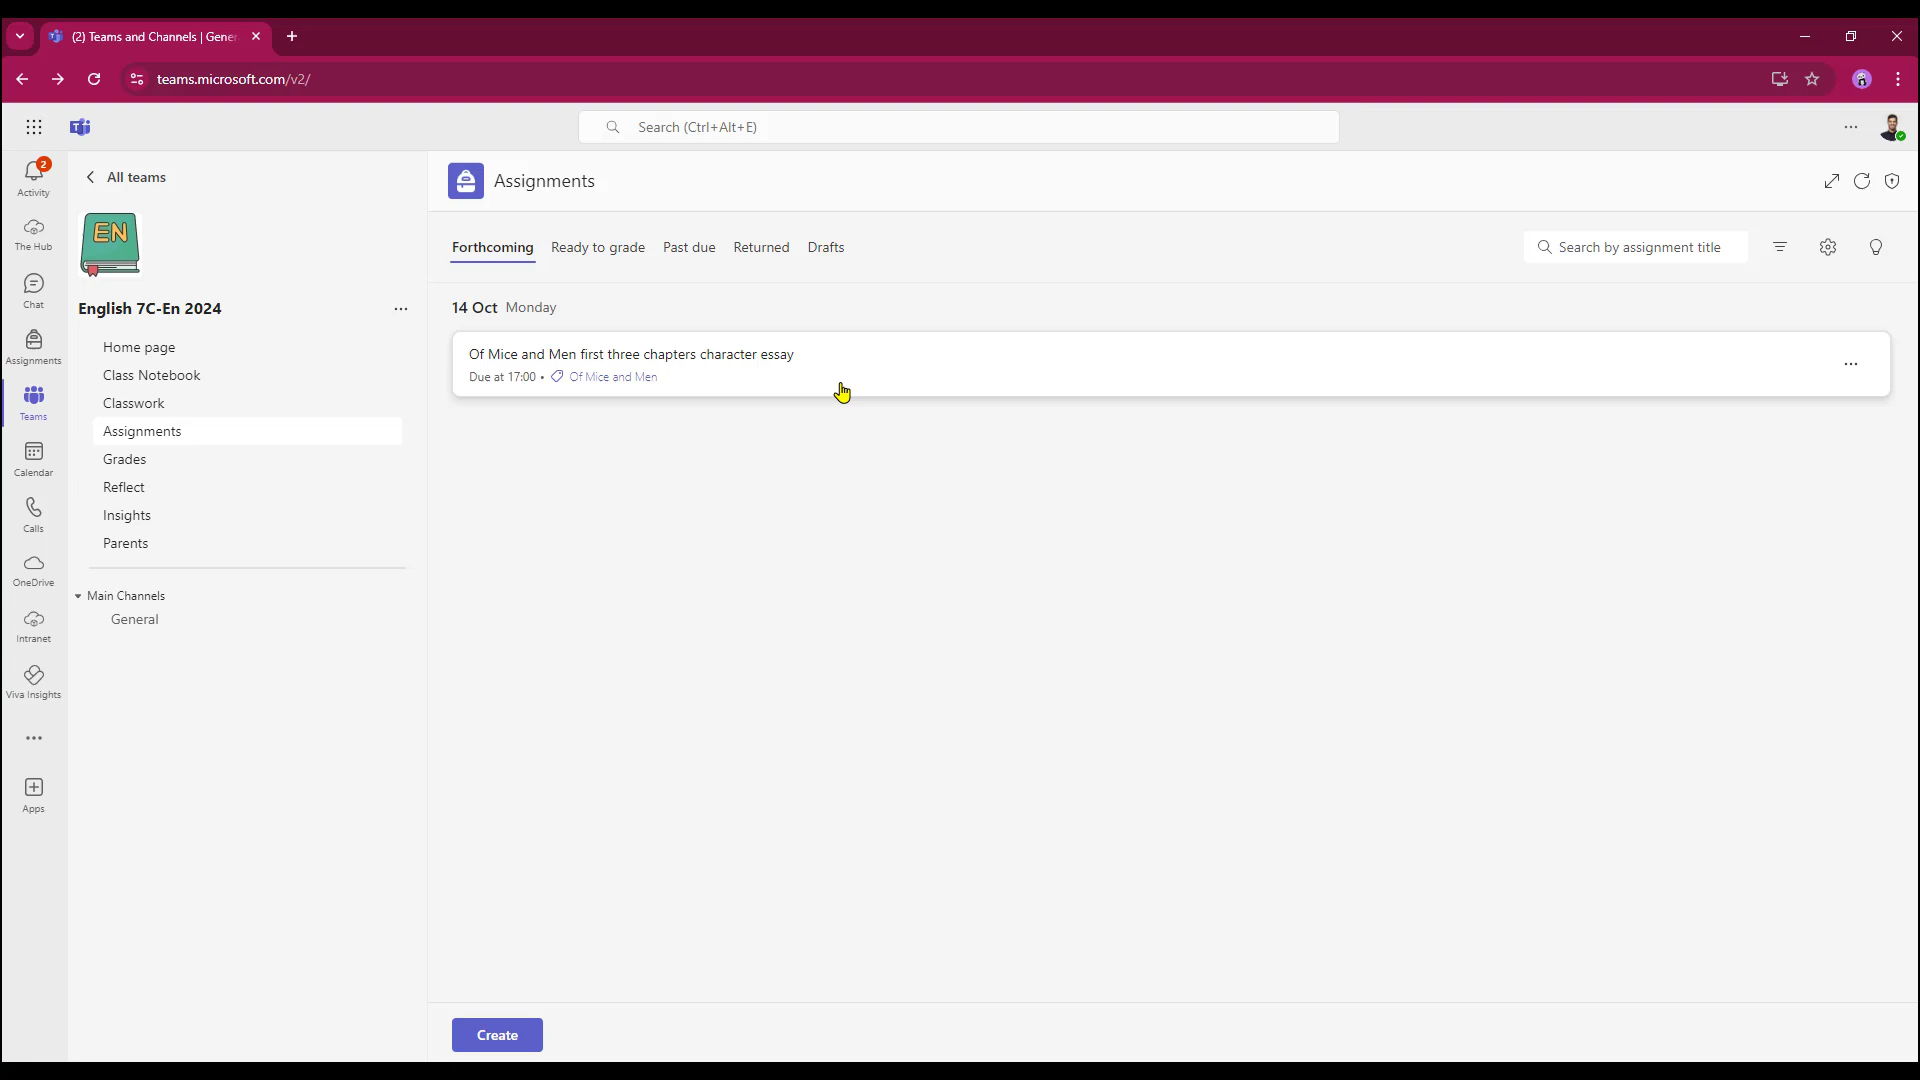 (2) Teams and Channels | Gener
teams.microsoft.com/v2/
Search (Ctrl+Alt+E)
2
Activity
The Hub
Chat
Assignments
Teams
Calendar
Calls
OneDrive
Intranet
Viva Insights
Apps
All teams
EN
English 7C-En 2024
Home page
Class Notebook
Classwork
Assignments
Grades
Reflect
Insights
Parents
Main Channels
General
Assignments
Forthcoming Ready to grade Past due Returned Drafts
Search by assignment title
14 Oct Monday
Of Mice and Men first three chapters character essay
Due at 17:00 • Of Mice and Men
Create